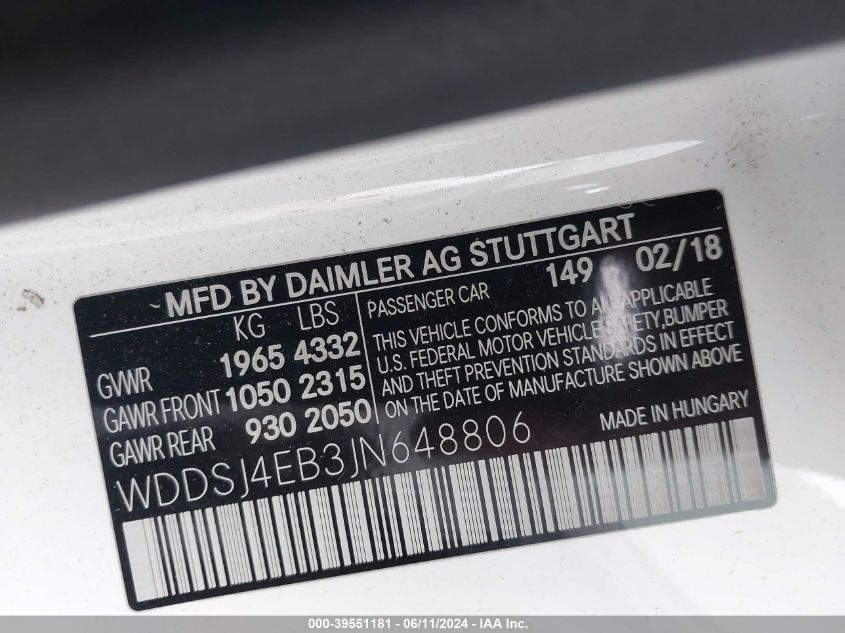 MFD BY DAIMLER AG STUTTGART
KG LBS
GVWR 1965 4332
GAWR FRONT 1050 2315
GAWR REAR 930 2050
PASSENGER CAR 149 02/18
THIS VEHICLE CONFORMS TO ALL APPLICABLE
U.S. FEDERAL MOTOR VEHICLE SAFETY, BUMPER
AND THEFT PREVENTION STANDARDS IN EFFECT
ON THE DATE OF MANUFACTURE SHOWN ABOVE
WDDSJ4EB3JN648806
MADE IN HUNGARY
000-39551181 - 06/11/2024 - IAA Inc.